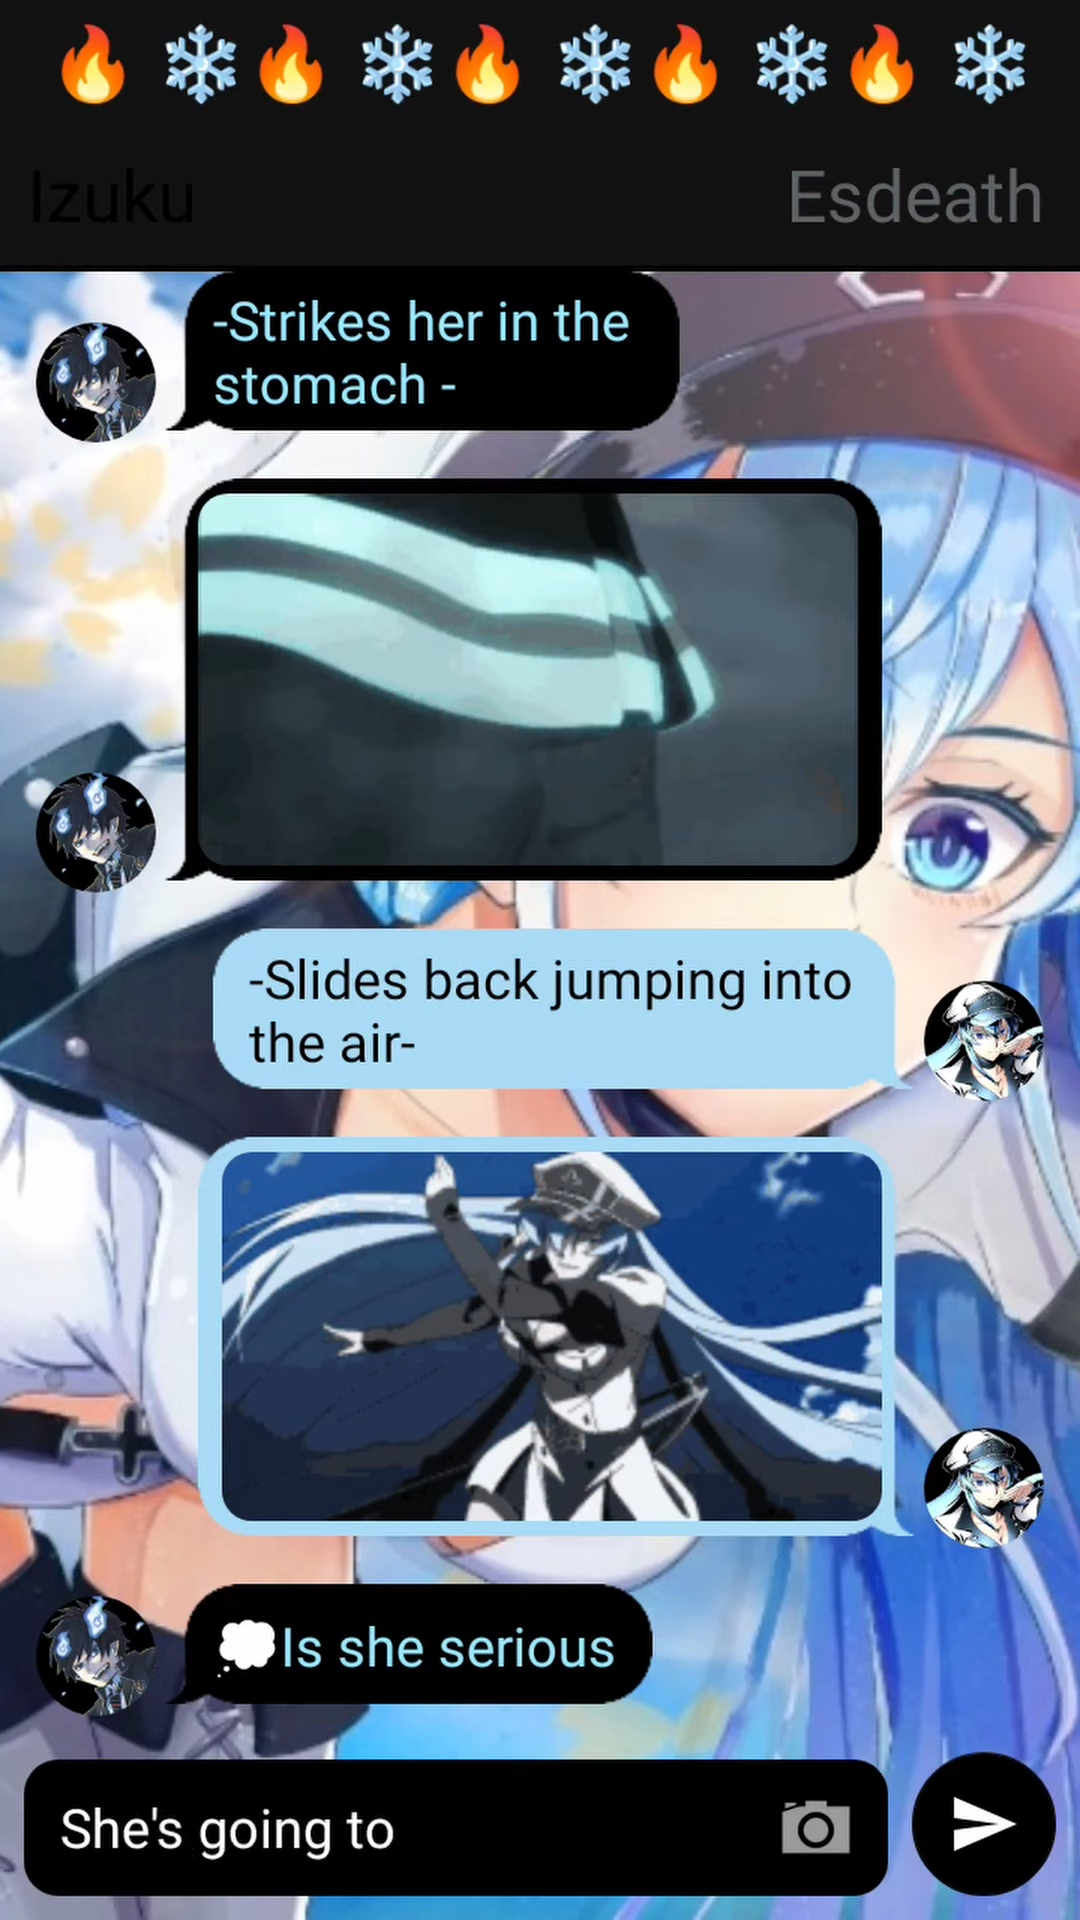 🔥 ❄️🔥 ❄️🔥 ❄️🔥 ❄️🔥 ❄️
Izuku
Esdeath
-Strikes her in the
stomach -
-Slides back jumping into
the air-
💭Is she serious
She's going to